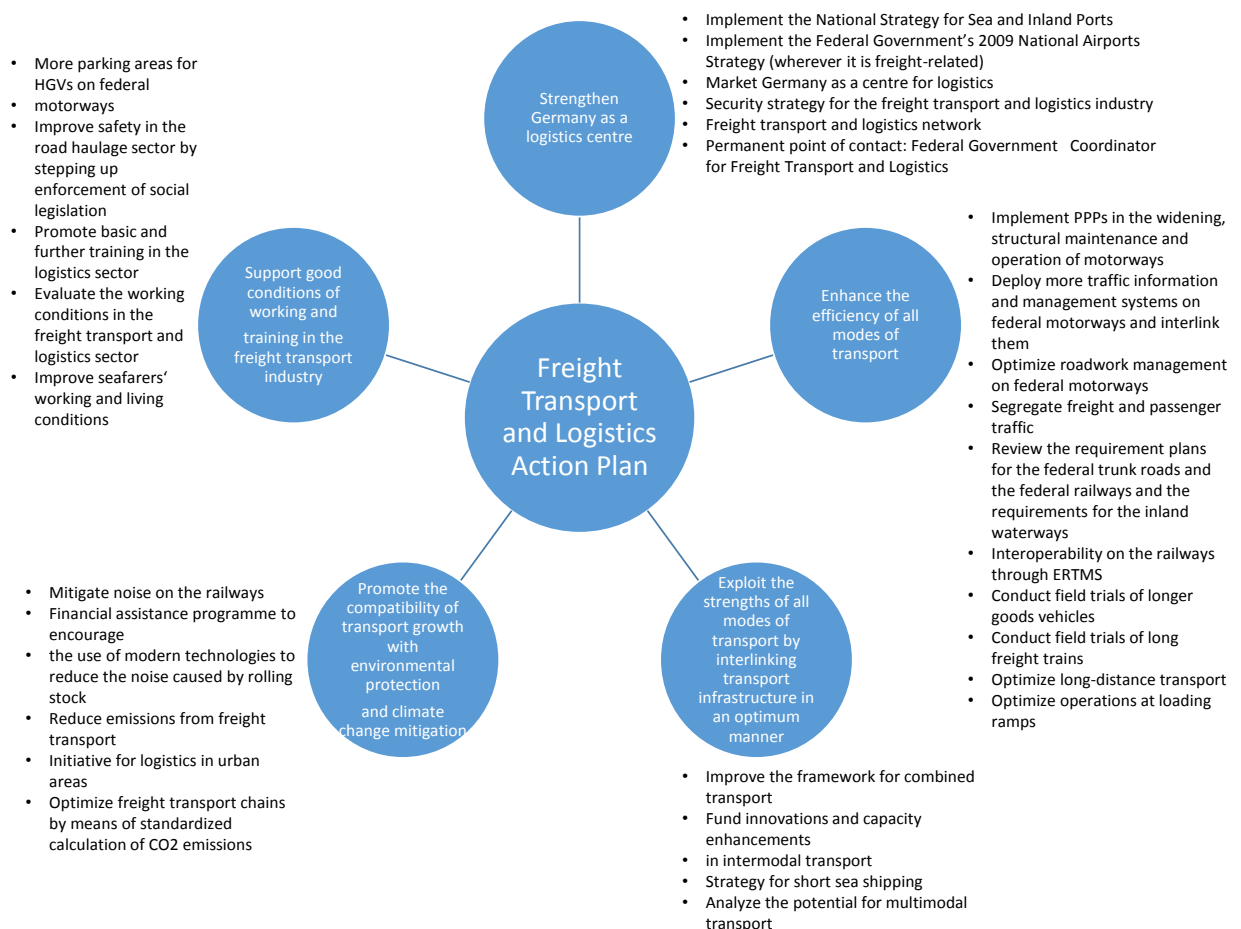 Strengthen
Germany as a
logistics centre
• Implement the National Strategy for Sea and Inland Ports
• Implement the Federal Government's 2009 National Airports
Strategy (wherever it is freight-related)
• Market Germany as a centre for logistics
• Security strategy for the freight transport and logistics industry
• Freight transport and logistics network
• Permanent point of contact: Federal Government Coordinator
for Freight Transport and Logistics
Enhance the
efficiency of all
modes of
transport
• Implement PPPs in the widening,
structural maintenance and
operation of motorways
• Deploy more traffic information
and management systems on
federal motorways and interlink
them
• Optimize roadwork management
on federal motorways
• Segregate freight and passenger
traffic
• Review the requirement plans
for the federal trunk roads and
the federal railways and the
requirements for the inland
waterways
• Interoperability on the railways
through ERTMS
• Conduct field trials of longer
goods vehicles
• Conduct field trials of long
freight trains
• Optimize long-distance transport
• Optimize operations at loading
ramps
Exploit the
strengths of all
modes of
transport by
interlinking
transport
infrastructure in
an optimum
manner
• Improve the framework for combined
transport
• Fund innovations and capacity
enhancements
• in intermodal transport
• Strategy for short sea shipping
• Analyze the potential for multimodal
transport
Promote the
compatibility of
transport growth
with
environmental
protection
and climate
change mitigation
• Mitigate noise on the railways
• Financial assistance programme to
encourage
• the use of modern technologies to
reduce the noise caused by rolling
stock
• Reduce emissions from freight
transport
• Initiative for logistics in urban
areas
• Optimize freight transport chains
by means of standardized
calculation of CO2 emissions
Support good
conditions of
working and
training in the
freight transport
industry
• More parking areas for
HGVs on federal
• motorways
• Improve safety in the
road haulage sector by
stepping up
enforcement of social
legislation
• Promote basic and
further training in the
logistics sector
• Evaluate the working
conditions in the
freight transport and
logistics sector
• Improve seafarers‘
working and living
conditions
Freight
Transport
and Logistics
Action Plan